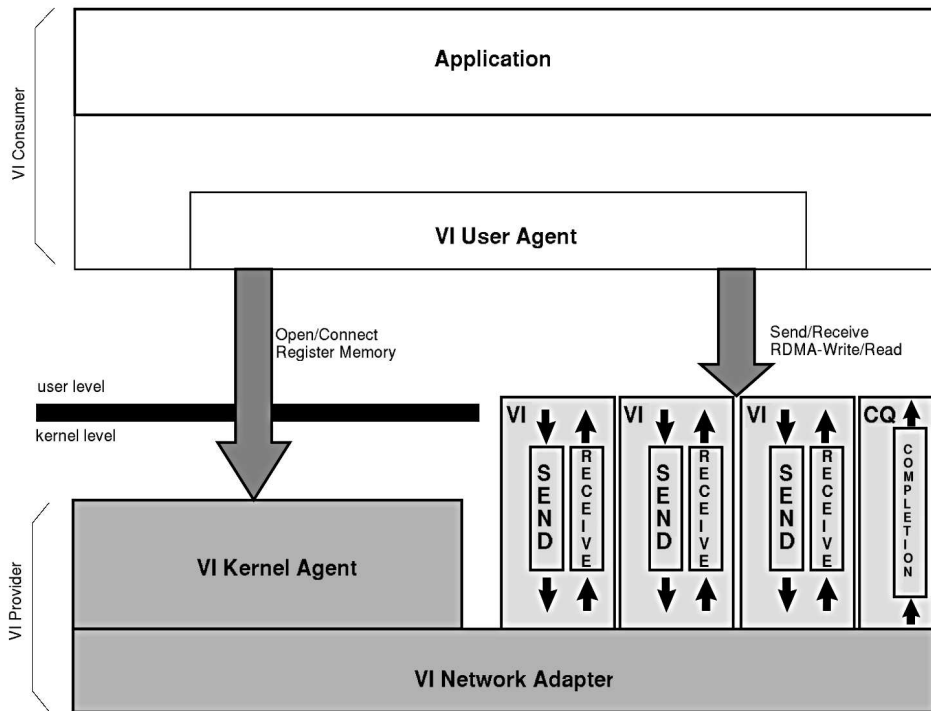 VI Consumer
Application
VI User Agent
Open/Connect
Register Memory
Send/Receive
RDMA-Write/Read
user level
kernel level
VI
SEND
RECEIVE
VI
SEND
RECEIVE
VI
SEND
RECEIVE
CQ
COMPLETION
VI Provider
VI Kernel Agent
VI Network Adapter